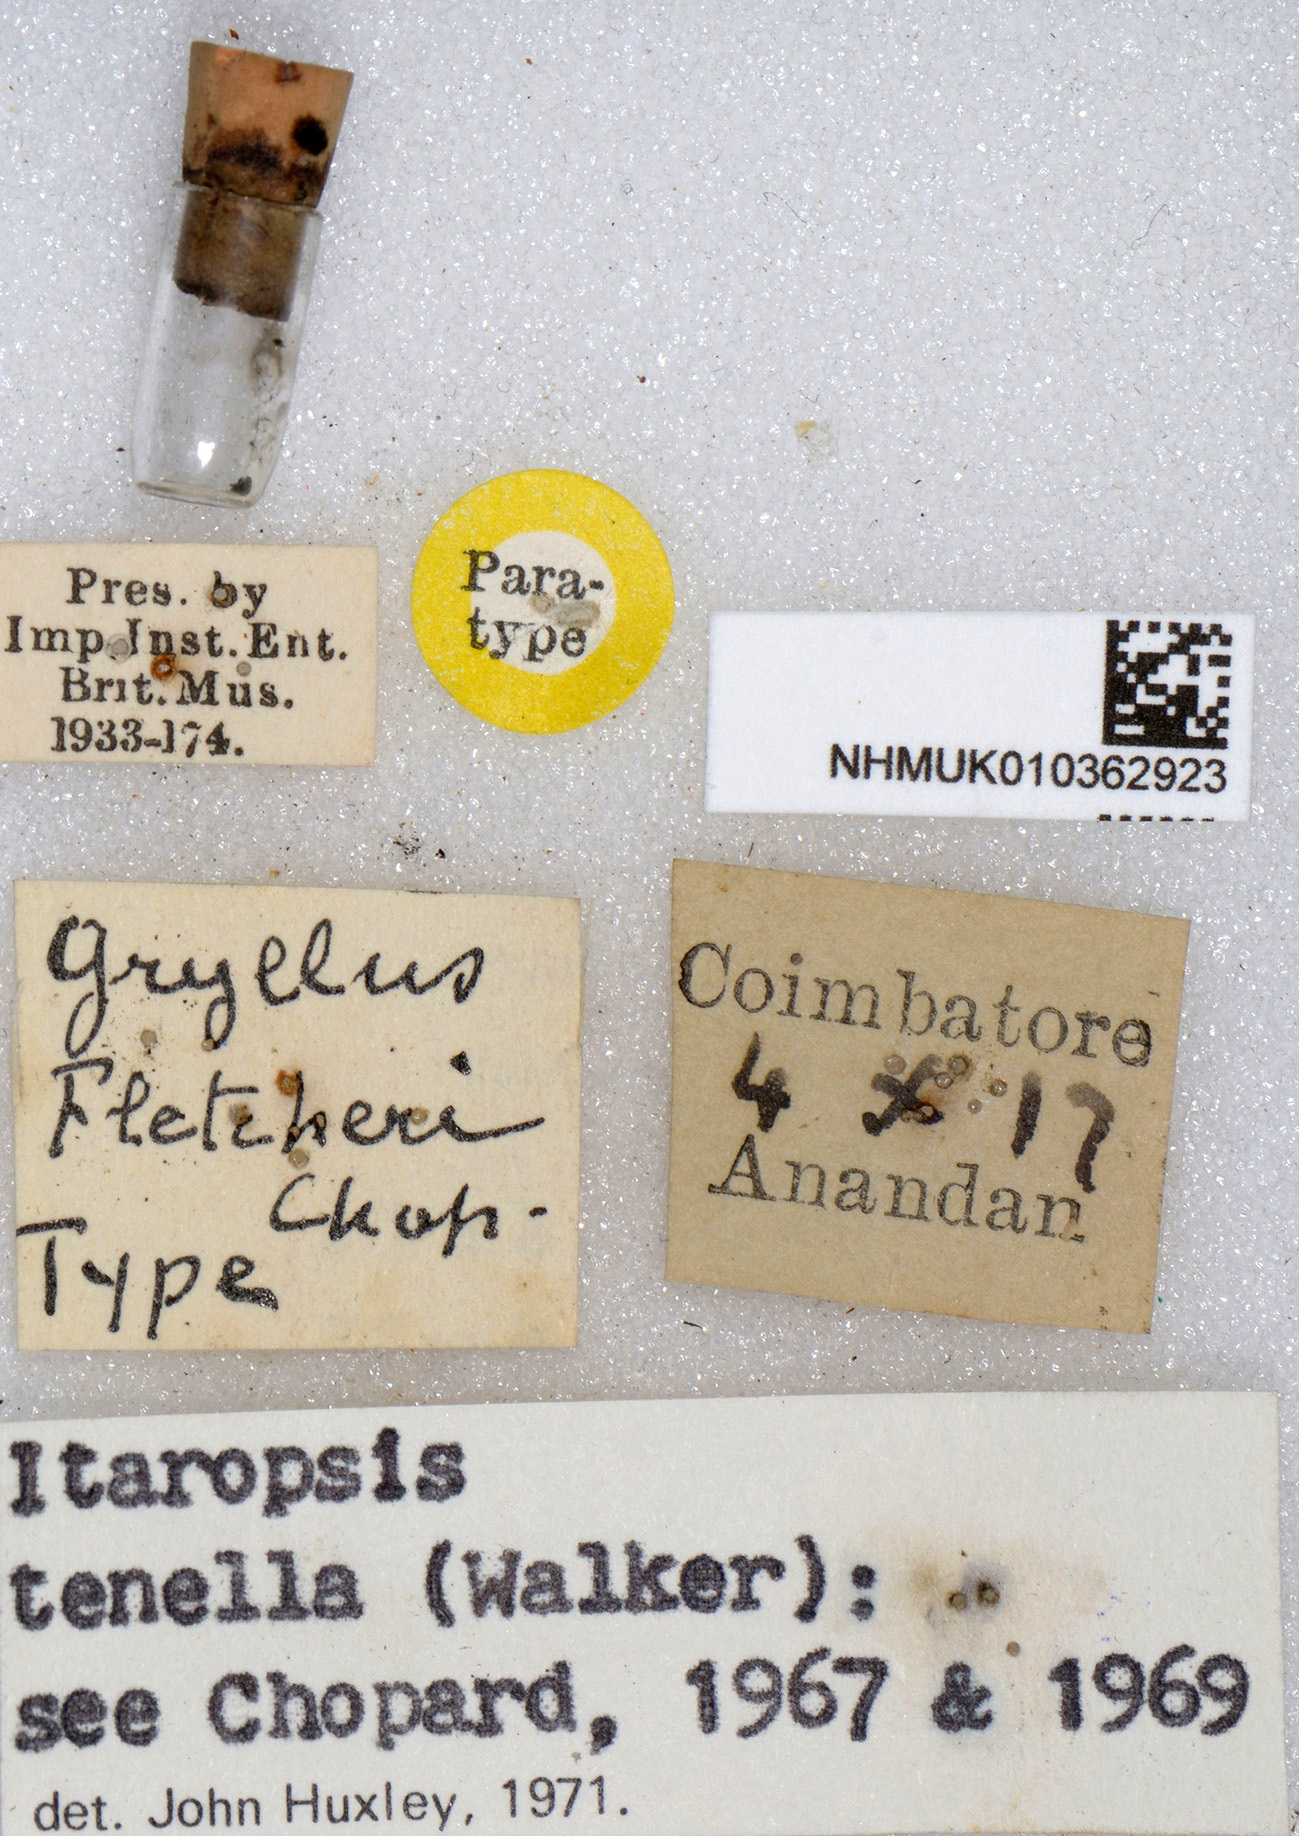 Pres. by
Imp.Inst.Ent.
Brit.Mus.
1933-174.
Para-
type
NHMUK010362923
Gryllus
Fletcheri
Chop.
Type
Coimbatore
4 X 17
Anandan
Itaropsis
tenella (Walker):
see Chopard, 1967 & 1969
det. John Huxley, 1971.